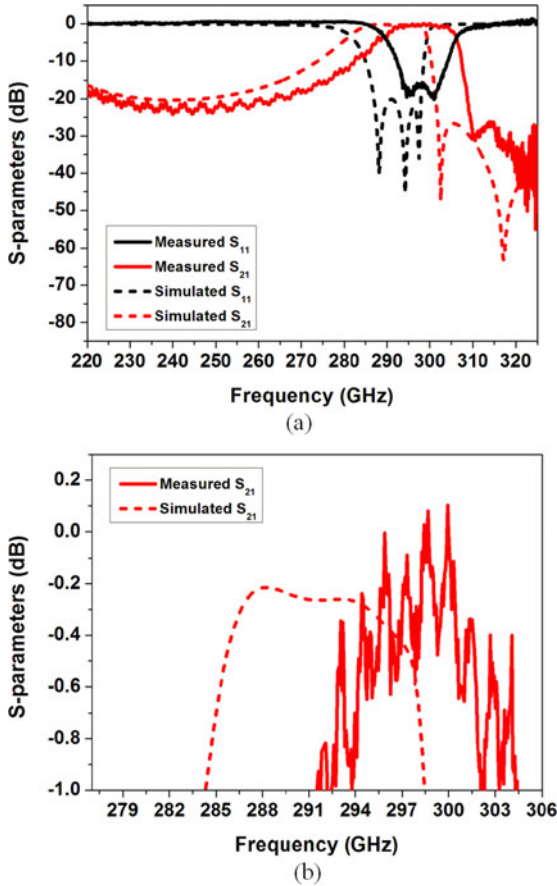 0
-10
-20
-30
-40
-50
-60
-70
-80
S-parameters (dB)
Measured S11
Measured S21
Simulated S11
Simulated S21
220 230 240 250 260 270 280 290 300 310 320
Frequency (GHz)
(a)
0.2
0.0
-0.2
-0.4
-0.6
-0.8
-1.0
S-parameters (dB)
Measured S21
Simulated S21
279 282 285 288 291 294 297 300 303 306
Frequency (GHz)
(b)